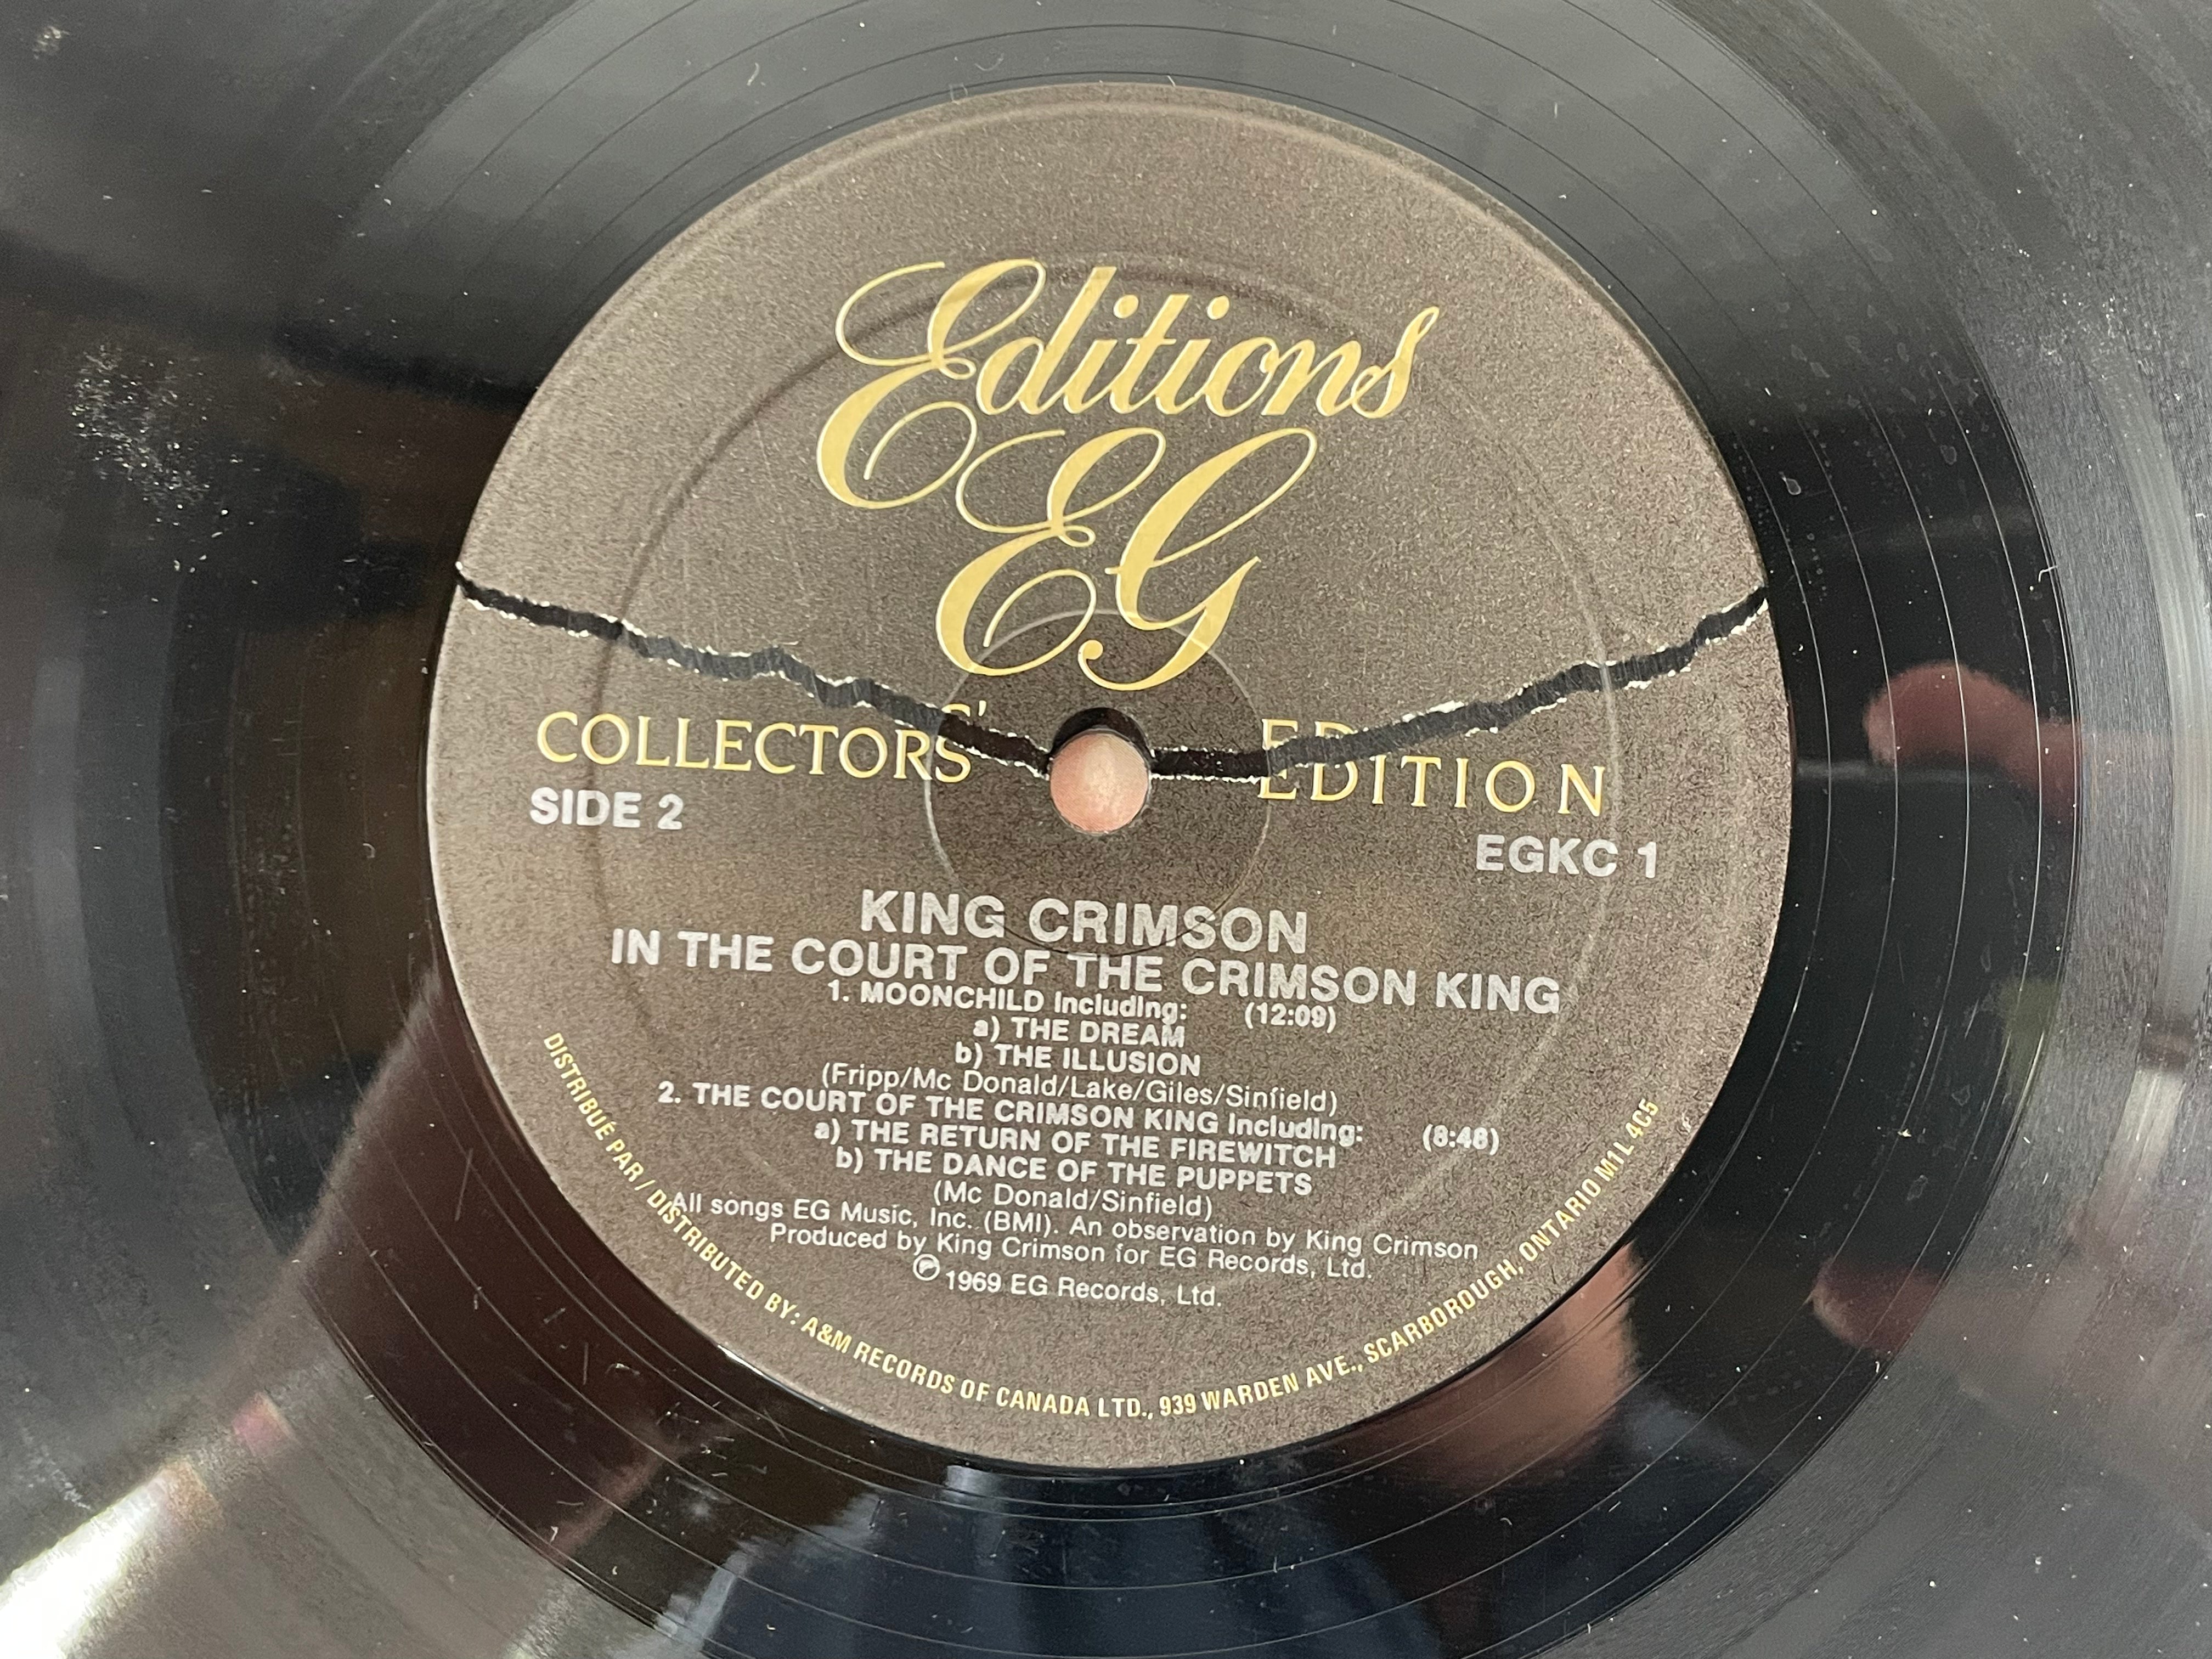 Editions
EG
COLLECTORS' EDITION
SIDE 2
EGKC 1
KING CRIMSON
IN THE COURT OF THE CRIMSON KING
1. MOONCHILD Including: (12:09)
a) THE DREAM
b) THE ILLUSION
(Fripp/Mc Donald/Lake/Giles/Sinfield)
2. THE COURT OF THE CRIMSON KING Including: (8:48)
a) THE RETURN OF THE FIREWITCH
b) THE DANCE OF THE PUPPETS
(Mc Donald/Sinfield)
All songs EG Music, Inc. (BMI). An observation by King Crimson
Produced by King Crimson for EG Records, Ltd.
Ⓟ 1969 EG Records, Ltd.
DISTRIBUÉ PAR / DISTRIBUTED BY: A&M RECORDS OF CANADA LTD., 939 WARDEN AVE., SCARBOROUGH, ONTARIO M1L 4C5